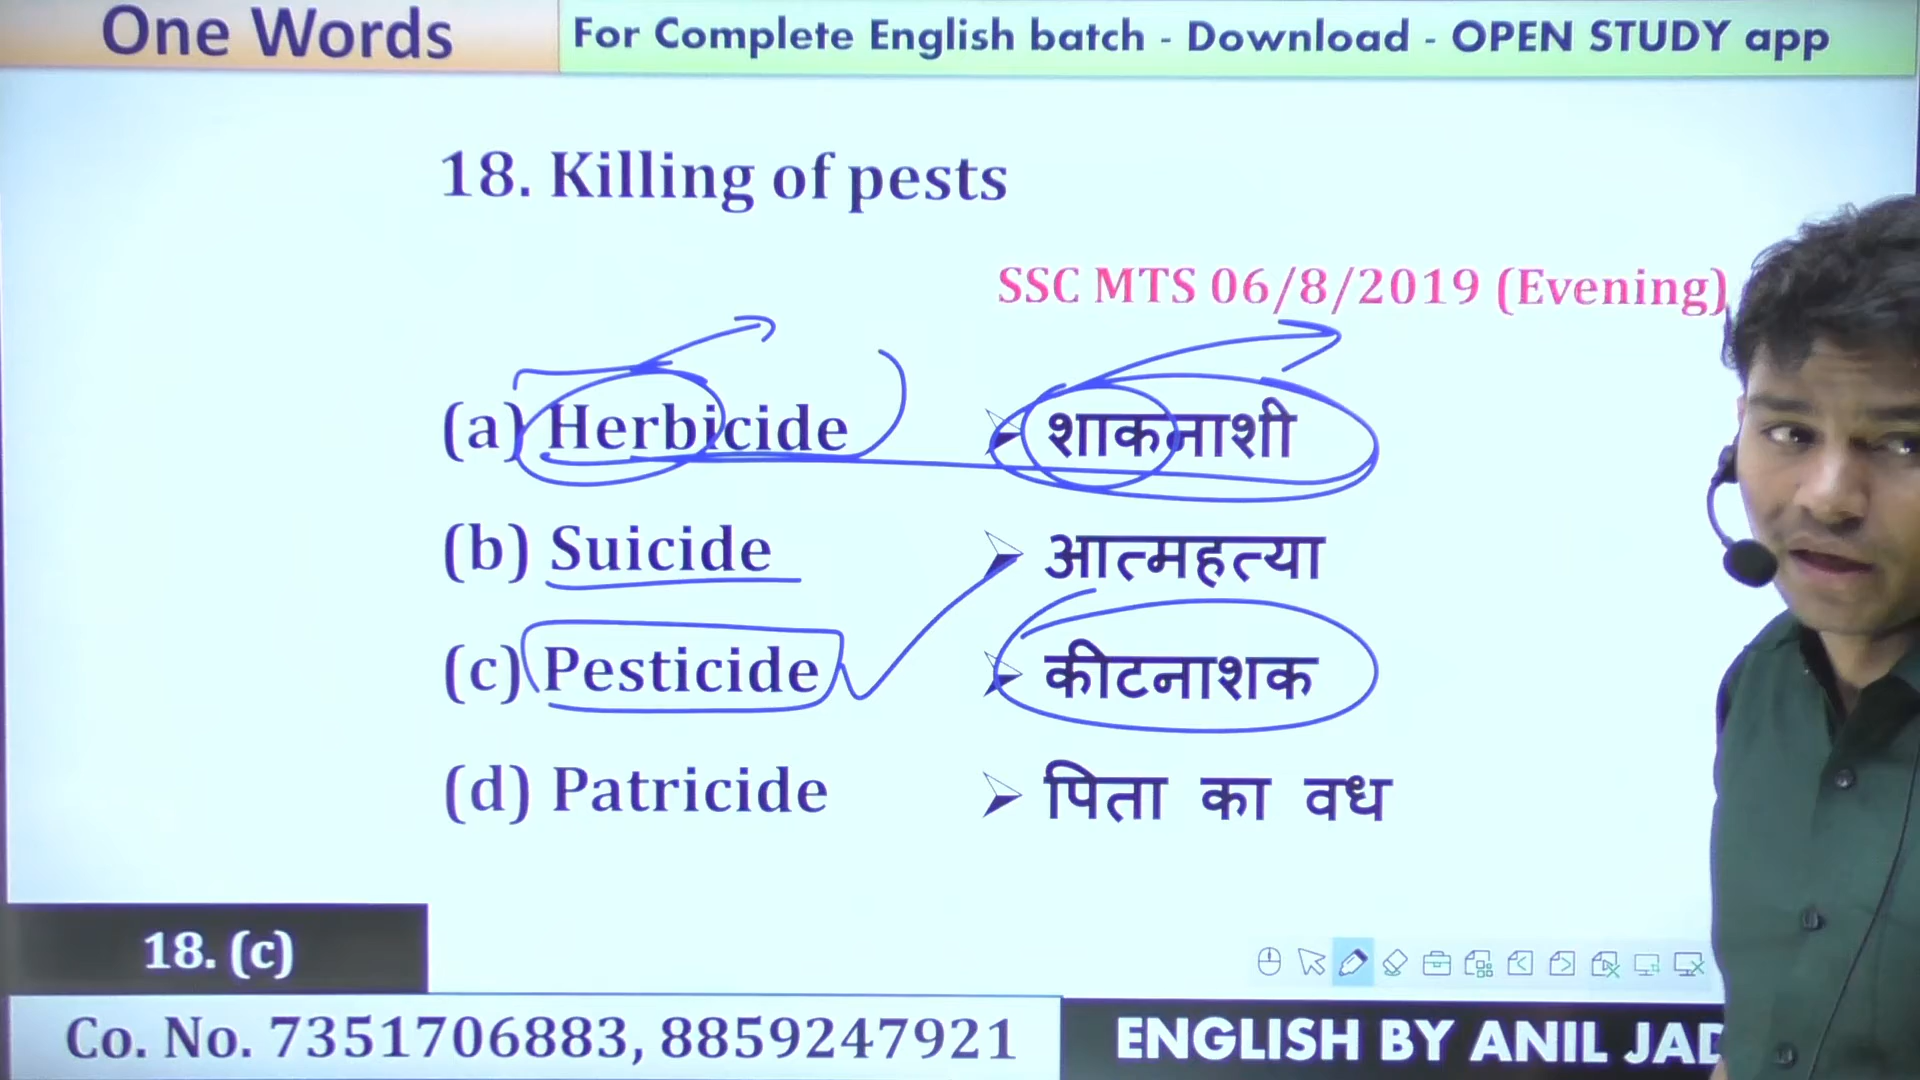 One Words
For Complete English batch - Download - OPEN STUDY app
18. Killing of pests
SSC MTS 06/8/2019 (Evening)
(a) Herbicide ➢ शाकनाशी
(b) Suicide ➢ आत्महत्या
(c) Pesticide ➢ कीटनाशक
(d) Patricide ➢ पिता का वध
18. (c)
Co. No. 7351706883, 8859247921
ENGLISH BY ANIL JAD